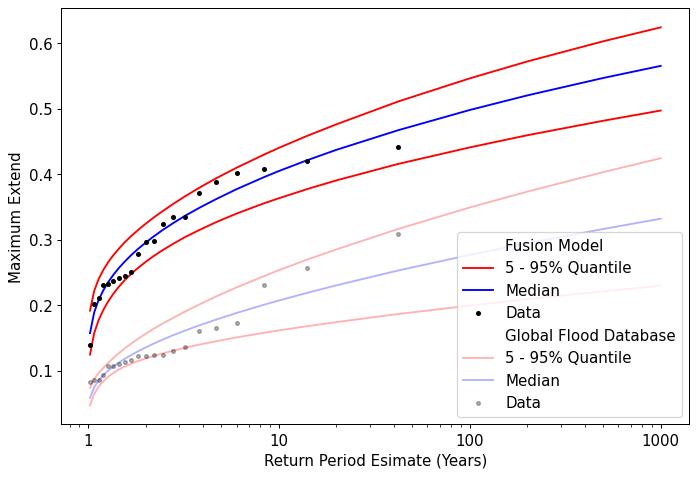 0.6
0.5
0.4
0.3
0.2
0.1
Maximum Extend
1
10
100
1000
Return Period Esimate (Years)
Fusion Model
5 - 95% Quantile
Median
Data
Global Flood Database
5 - 95% Quantile
Median
Data